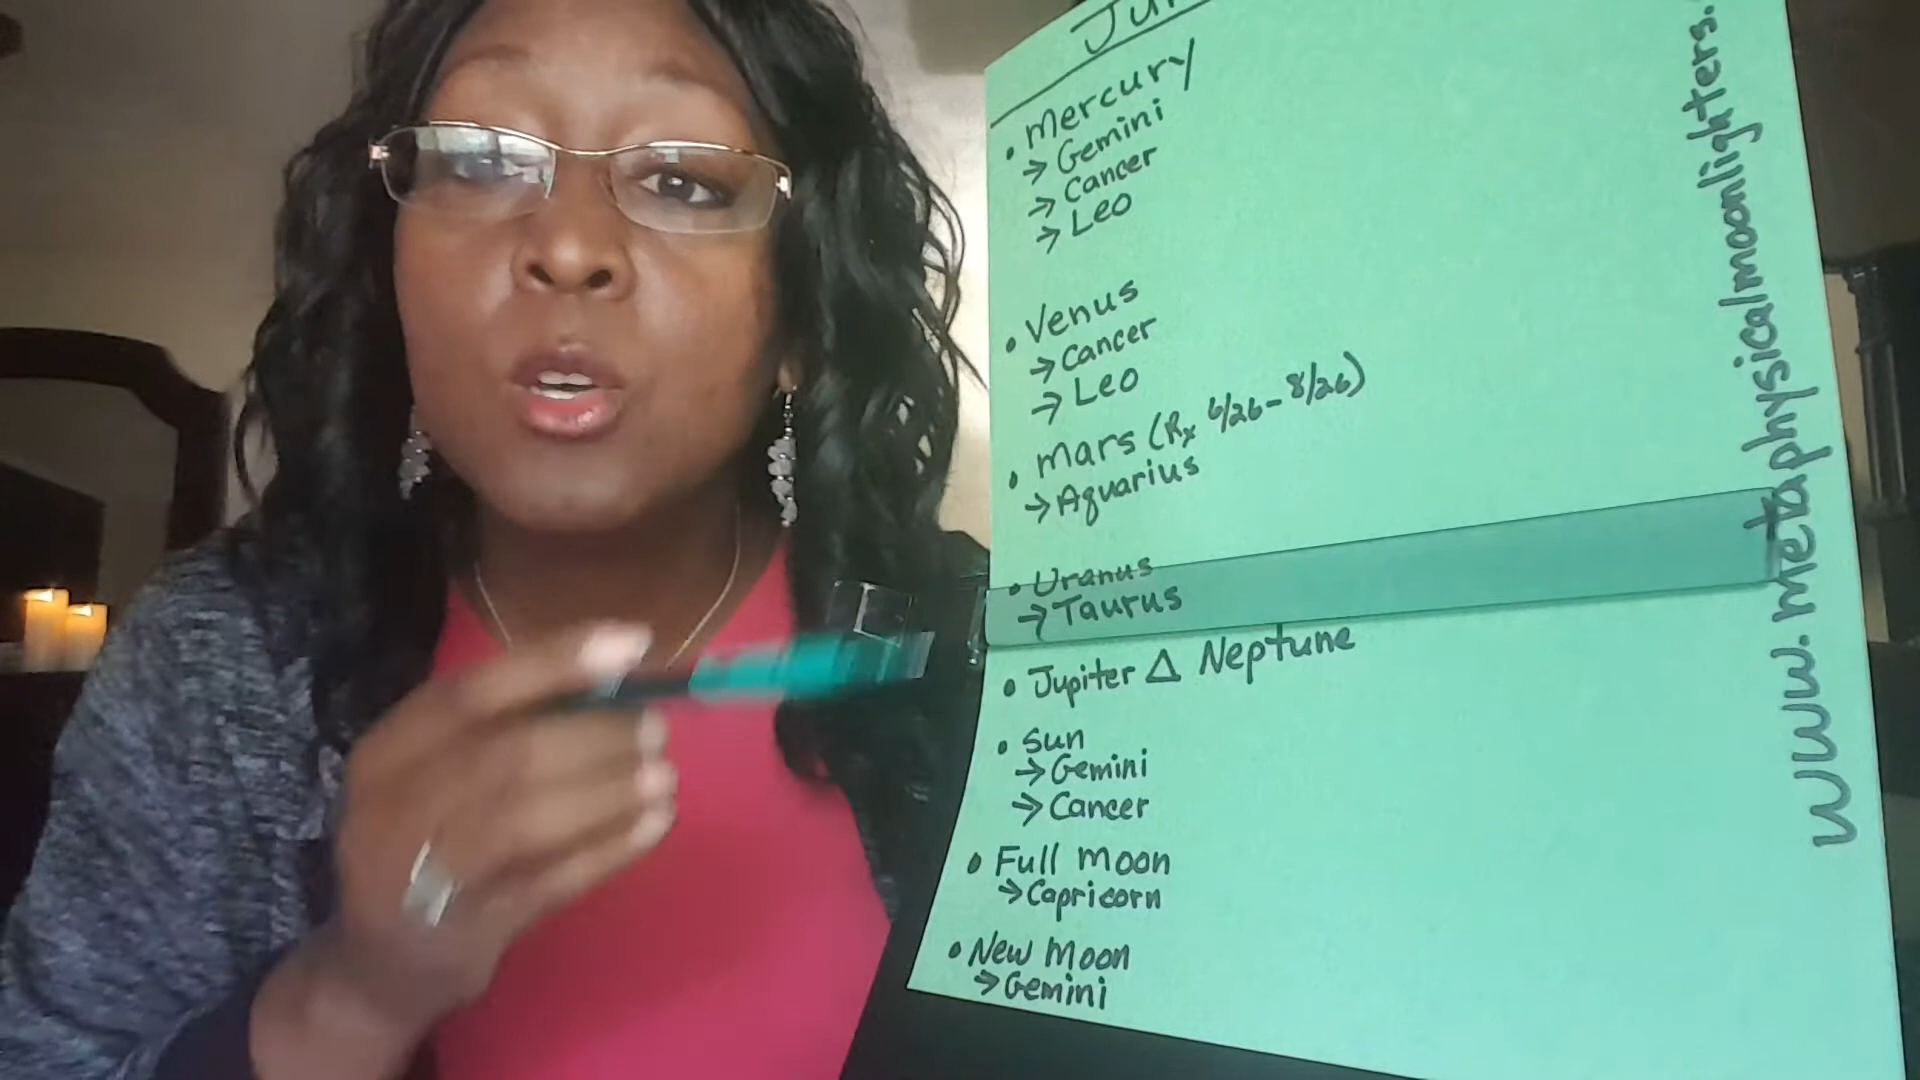 • Mercury
→ Gemini
→ Cancer
→ Leo
• Venus
→ Cancer
→ Leo
• Mars (Rx 6/26-8/26)
→ Aquarius
• Uranus
→ Taurus
• Jupiter △ Neptune
• Sun
→ Gemini
→ Cancer
• Full Moon
→ Capricorn
• New Moon
→ Gemini
www.metaphysicalmoonlighters.